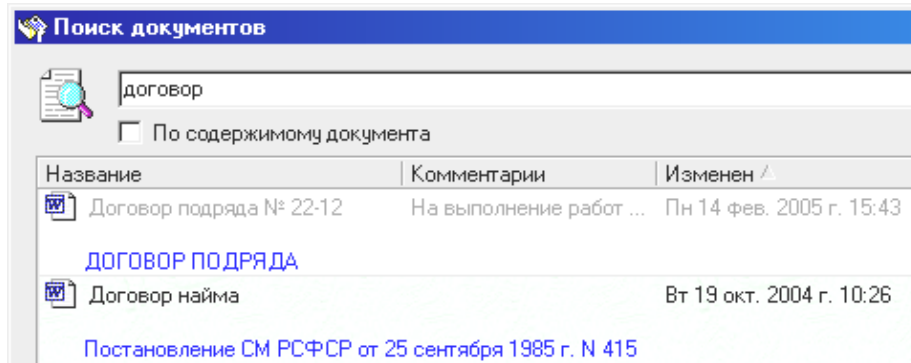 Поиск документов
договор
По содержимому документа
Название Комментарии Изменен
Договор подряда № 22-12 На выполнение работ ... Пн 14 фев. 2005 г. 15:43
ДОГОВОР ПОДРЯДА
Договор найма Вт 19 окт. 2004 г. 10:26
Постановление СМ РСФСР от 25 сентября 1985 г. N 415